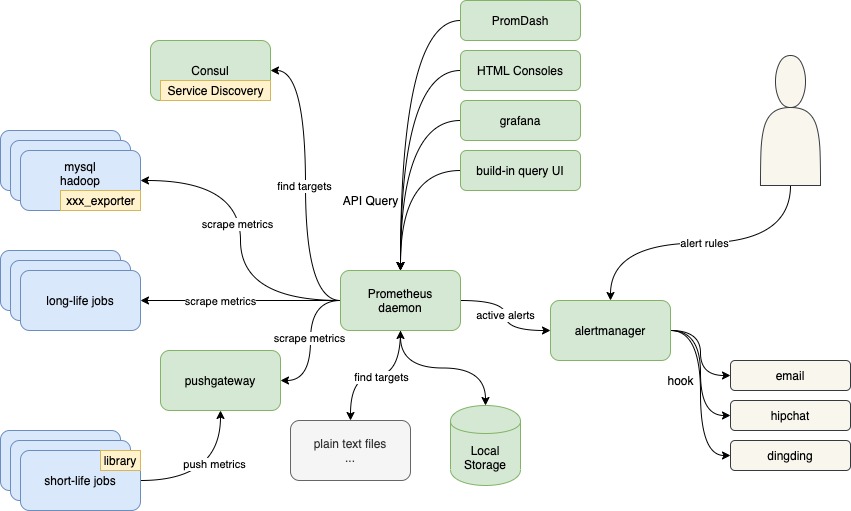 PromDash
Consul
Service Discovery
HTML Consoles
grafana
mysql
hadoop
xxx_exporter
build-in query UI
find targets
API Query
scrape metrics
alert rules
long-life jobs
scrape metrics
Prometheus
daemon
active alerts
alertmanager
scrape metrics
pushgateway
find targets
hook
email
hipchat
plain text files
...
Local
Storage
dingding
library
short-life jobs
push metrics